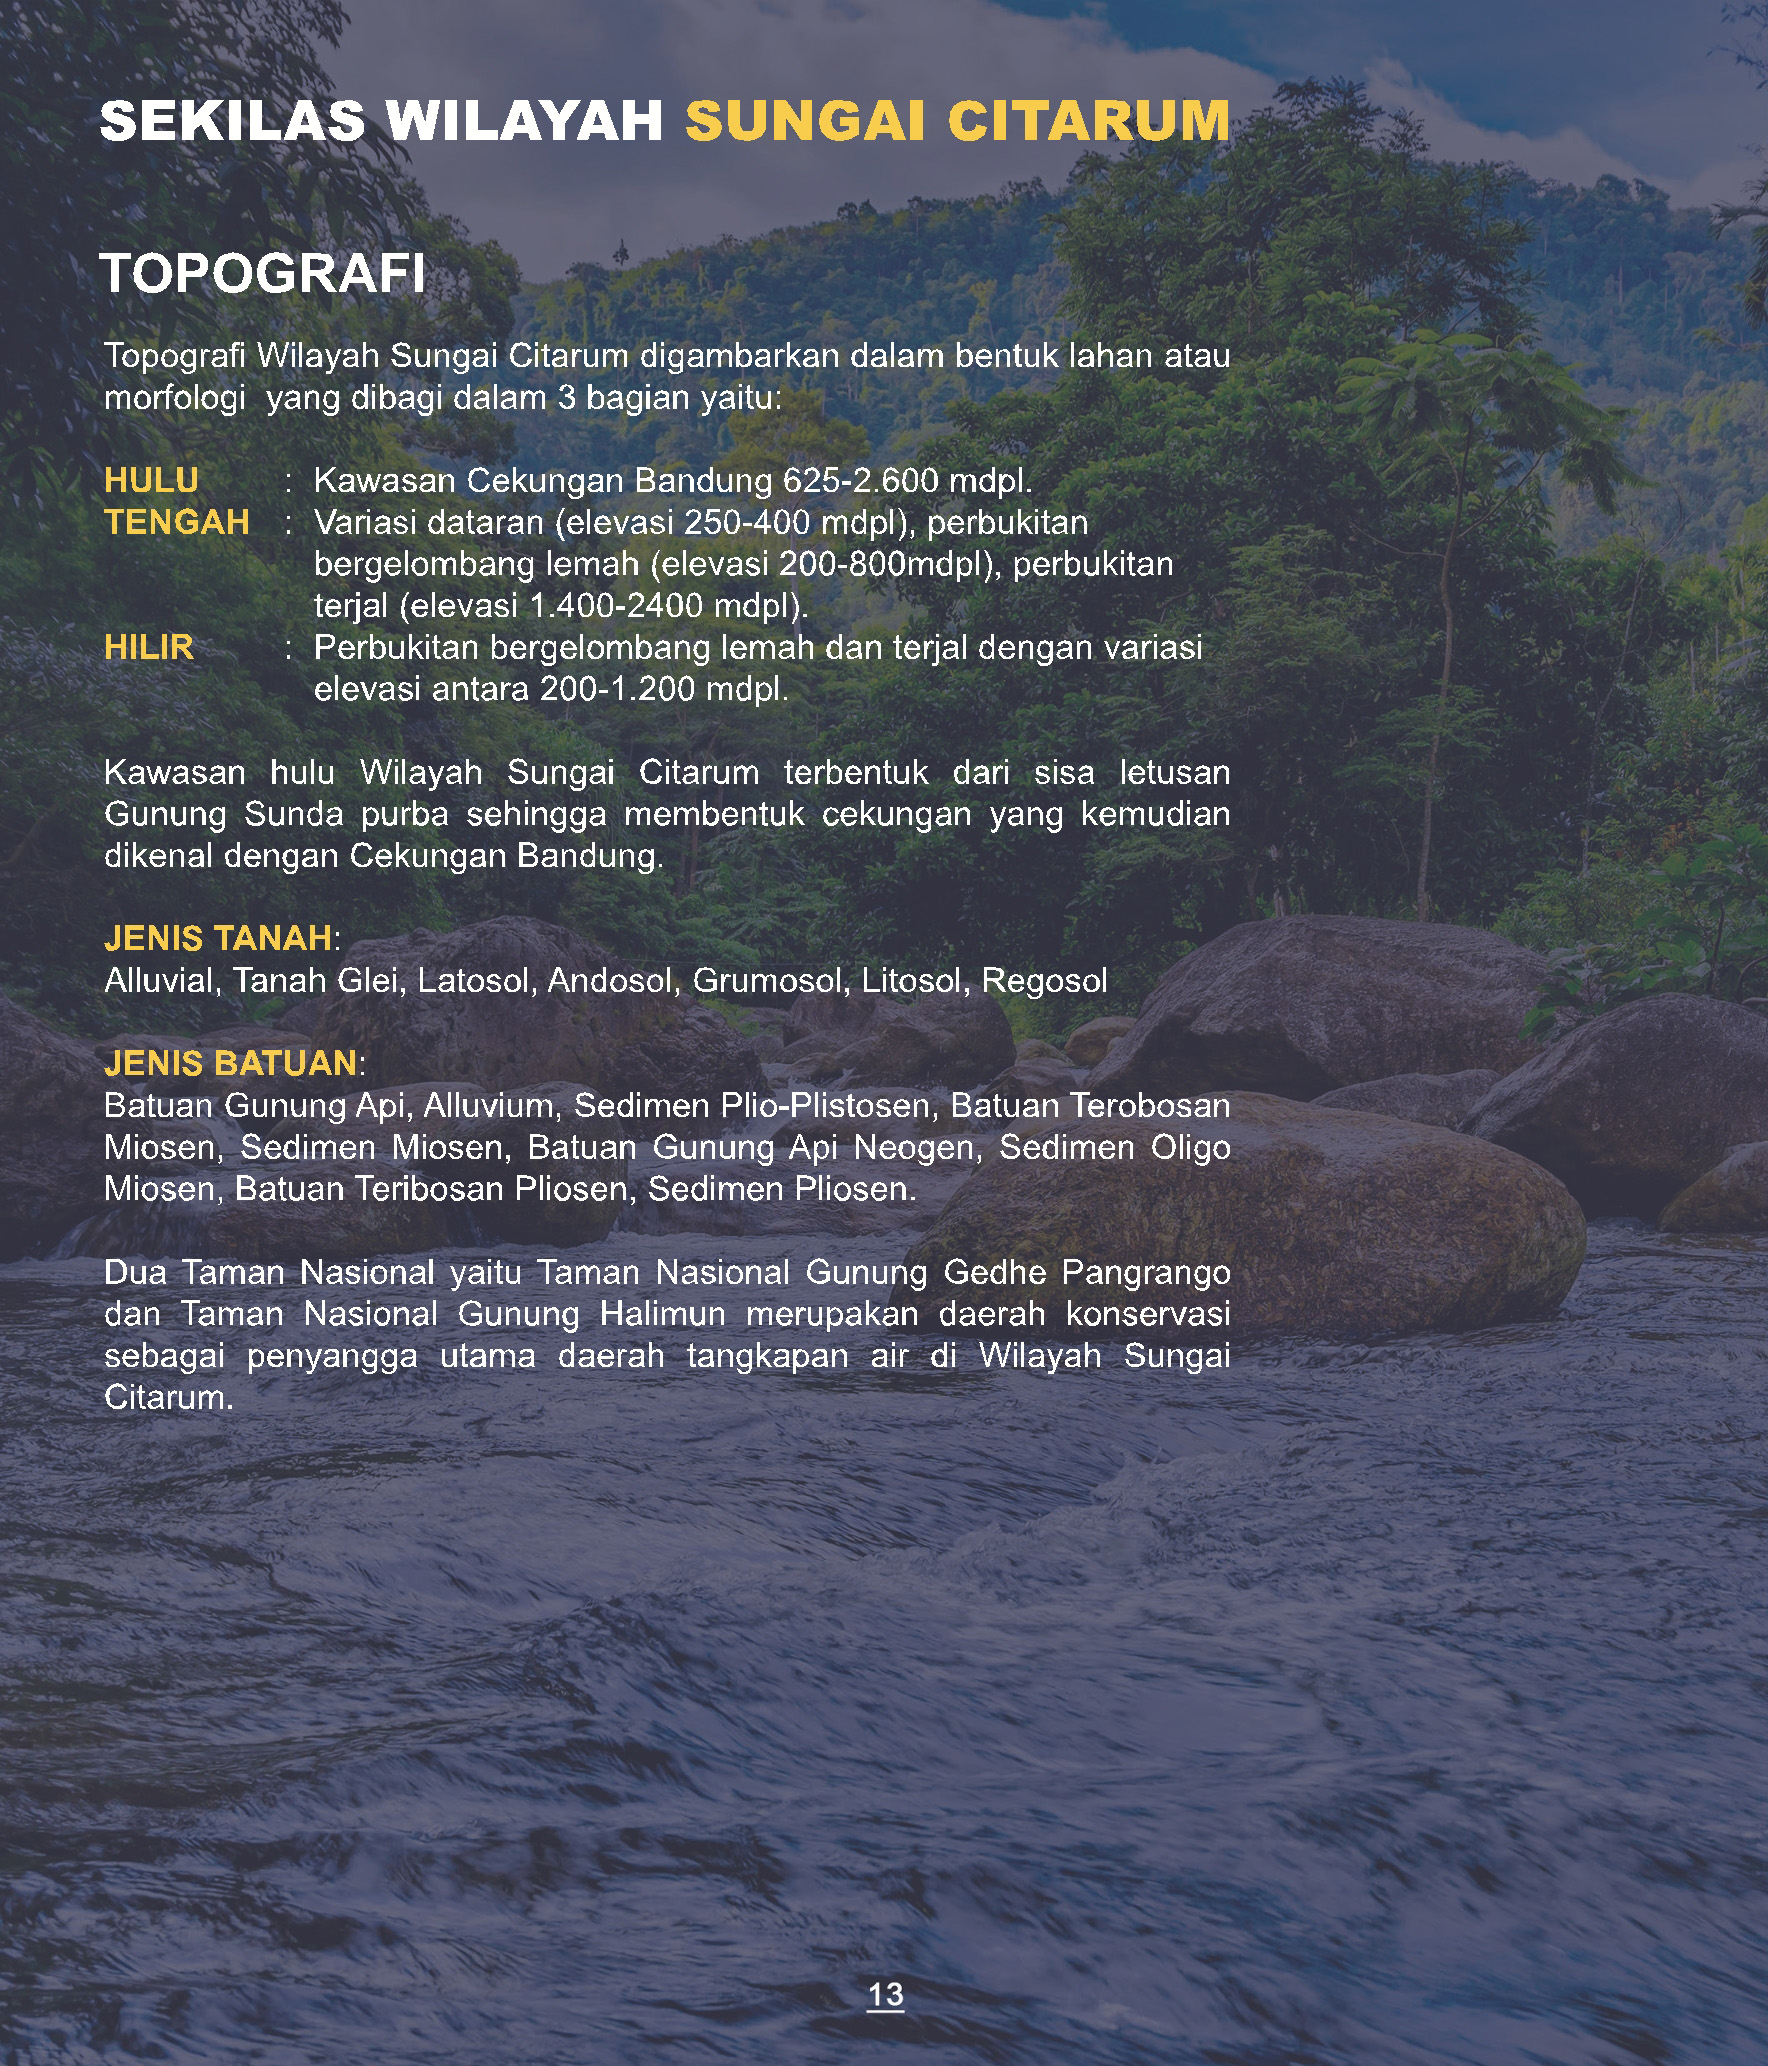 SEKILAS WILAYAH SUNGAI CITARUM
TOPOGRAFI
Topografi Wilayah Sungai Citarum digambarkan dalam bentuk lahan atau
morfologi yang dibagi dalam 3 bagian yaitu:
HULU : Kawasan Cekungan Bandung 625-2.600 mdpl.
TENGAH : Variasi dataran (elevasi 250-400 mdpl), perbukitan
bergelombang lemah (elevasi 200-800mdpl), perbukitan
terjal (elevasi 1.400-2400 mdpl).
HILIR : Perbukitan bergelombang lemah dan terjal dengan variasi
elevasi antara 200-1.200 mdpl.
Kawasan hulu Wilayah Sungai Citarum terbentuk dari sisa letusan
Gunung Sunda purba sehingga membentuk cekungan yang kemudian
dikenal dengan Cekungan Bandung.
JENIS TANAH:
Alluvial, Tanah Glei, Latosol, Andosol, Grumosol, Litosol, Regosol
JENIS BATUAN:
Batuan Gunung Api, Alluvium, Sedimen Plio-Plistosen, Batuan Terobosan
Miosen, Sedimen Miosen, Batuan Gunung Api Neogen, Sedimen Oligo
Miosen, Batuan Teribosan Pliosen, Sedimen Pliosen.
Dua Taman Nasional yaitu Taman Nasional Gunung Gedhe Pangrango
dan Taman Nasional Gunung Halimun merupakan daerah konservasi
sebagai penyangga utama daerah tangkapan air di Wilayah Sungai
Citarum.
13